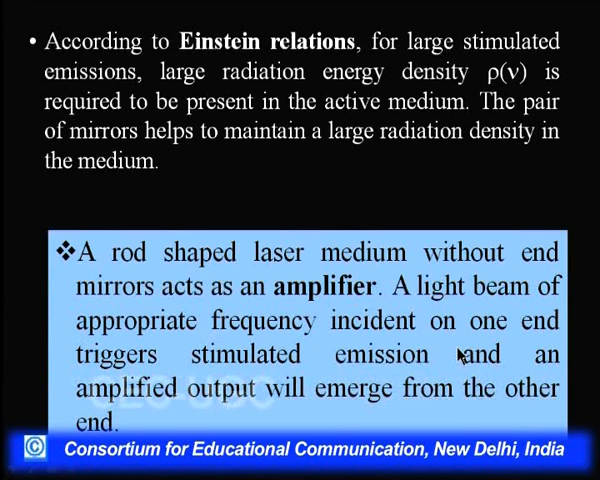 • According to Einstein relations, for large stimulated
emissions, large radiation energy density ρ(ν) is
required to be present in the active medium. The pair
of mirrors helps to maintain a large radiation density in
the medium.
❖A rod shaped laser medium without end
mirrors acts as an amplifier. A light beam of
appropriate frequency incident on one end
triggers stimulated emission and an
amplified output will emerge from the other
end.
CEC-UGC
© Consortium for Educational Communication, New Delhi, India